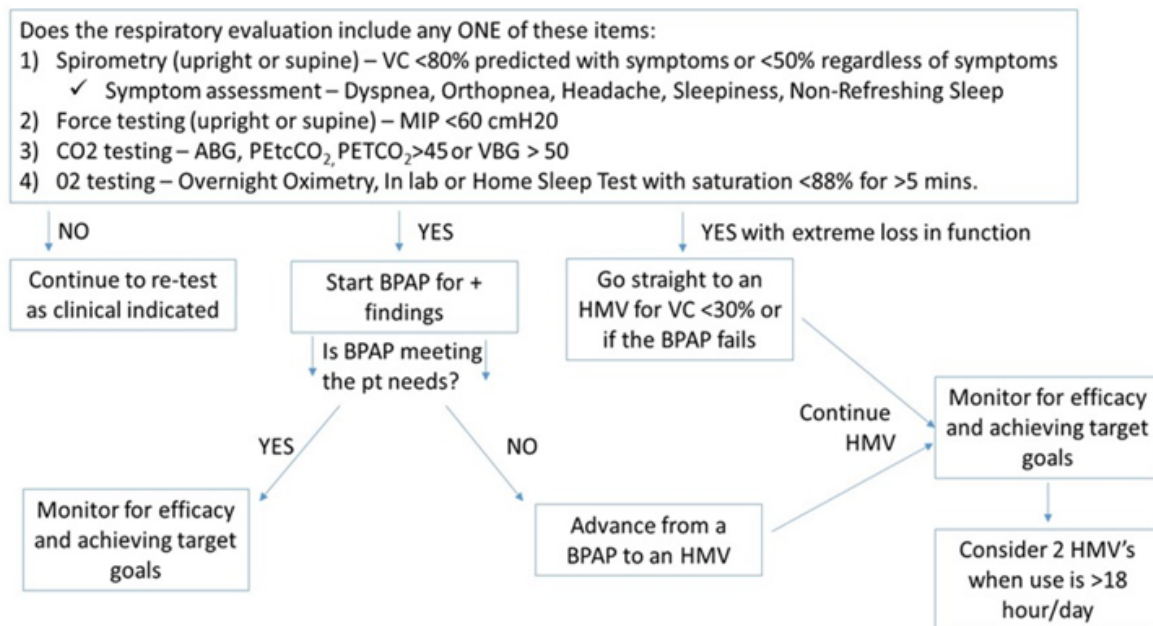 Does the respiratory evaluation include any ONE of these items:
1) Spirometry (upright or supine) – VC <80% predicted with symptoms or <50% regardless of symptoms
✓ Symptom assessment – Dyspnea, Orthopnea, Headache, Sleepiness, Non-Refreshing Sleep
2) Force testing (upright or supine) – MIP <60 cmH20
3) CO2 testing – ABG, PEtcCO₂, PETCO₂>45 or VBG > 50
4) 02 testing – Overnight Oximetry, In lab or Home Sleep Test with saturation <88% for >5 mins.
NO
YES
YES with extreme loss in function
Continue to re-test
as clinical indicated
Start BPAP for +
findings
Go straight to an
HMV for VC <30% or
if the BPAP fails
Is BPAP meeting
the pt needs?
YES
NO
Continue
HMV
Monitor for efficacy
and achieving target
goals
Monitor for efficacy
and achieving target
goals
Advance from a
BPAP to an HMV
Consider 2 HMV's
when use is >18
hour/day